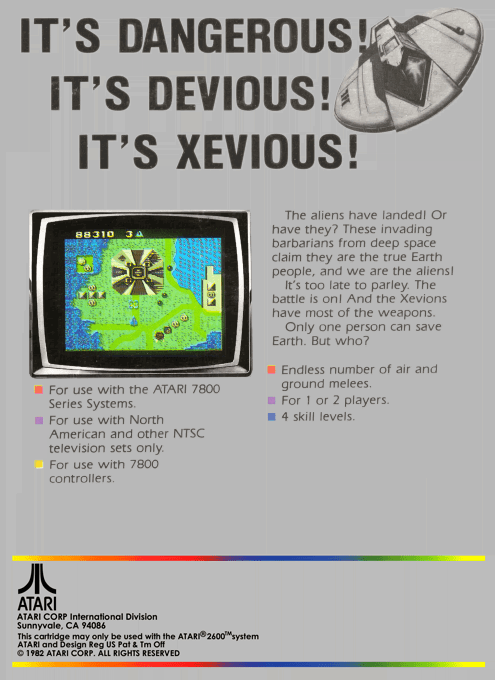 IT'S DANGEROUS!
IT'S DEVIOUS!
IT'S XEVIOUS!
88310 3
The aliens have landed! Or
have they? These invading
barbarians from deep space
claim they are the true Earth
people, and we are the aliens!
It's too late to parley. The
battle is on! And the Xevions
have most of the weapons.
Only one person can save
Earth. But who?
For use with the ATARI 7800
Series Systems.
For use with North
American and other NTSC
television sets only.
For use with 7800
controllers.
Endless number of air and
ground melees.
For 1 or 2 players.
4 skill levels.
ATARI
ATARI CORP International Division
Sunnyvale, CA 94086
This cartridge may only be used with the ATARI® 2600™ system
ATARI and Design Reg US Pat & Tm Off
© 1982 ATARI CORP. ALL RIGHTS RESERVED